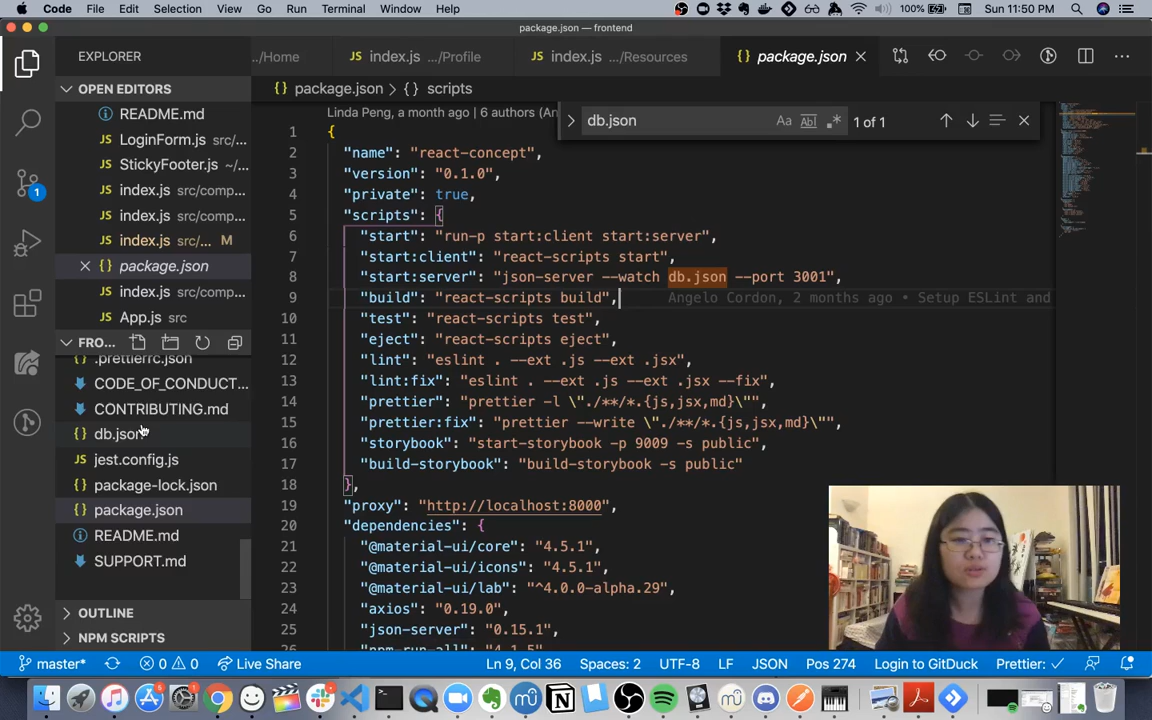 Code File Edit Selection View Go Run Terminal Window Help 100% Sun 11:50 PM
package.json — frontend
EXPLORER
../Home index.js .../Profile index.js .../Resources package.json
OPEN EDITORS
README.md
LoginForm.js src/...
StickyFooter.js ~/...
index.js src/comp...
index.js src/comp...
index.js src/... M
package.json
index.js src/comp...
App.js src
FRO...
.prettierrc.json
CODE_OF_CONDUCT...
CONTRIBUTING.md
db.json
jest.config.js
package-lock.json
package.json
README.md
SUPPORT.md
OUTLINE
NPM SCRIPTS
package.json > {} scripts
db.json Aa Abl .* 1 of 1
Linda Peng, a month ago | 6 authors (An
1 {
2 "name": "react-concept",
3 "version": "0.1.0",
4 "private": true,
5 "scripts": {
6 "start": "run-p start:client start:server",
7 "start:client": "react-scripts start",
8 "start:server": "json-server --watch db.json --port 3001",
9 "build": "react-scripts build", Angelo Cordon, 2 months ago • Setup ESLint and
10 "test": "react-scripts test",
11 "eject": "react-scripts eject",
12 "lint": "eslint . --ext .js --ext .jsx",
13 "lint:fix": "eslint . --ext .js --ext .jsx --fix",
14 "prettier": "prettier -l \"./**/*.{js,jsx,md}\"",
15 "prettier:fix": "prettier --write \"./**/*.{js,jsx,md}\"",
16 "storybook": "start-storybook -p 9009 -s public",
17 "build-storybook": "build-storybook -s public"
18 },
19 "proxy": "http://localhost:8000",
20 "dependencies": {
21 "@material-ui/core": "4.5.1",
22 "@material-ui/icons": "4.5.1",
23 "@material-ui/lab": "^4.0.0-alpha.29",
24 "axios": "0.19.0",
25 "json-server": "0.15.1",
master* 0 0 Live Share Ln 9, Col 36 Spaces: 2 UTF-8 LF JSON Pos 274 Login to GitDuck Prettier: ✓